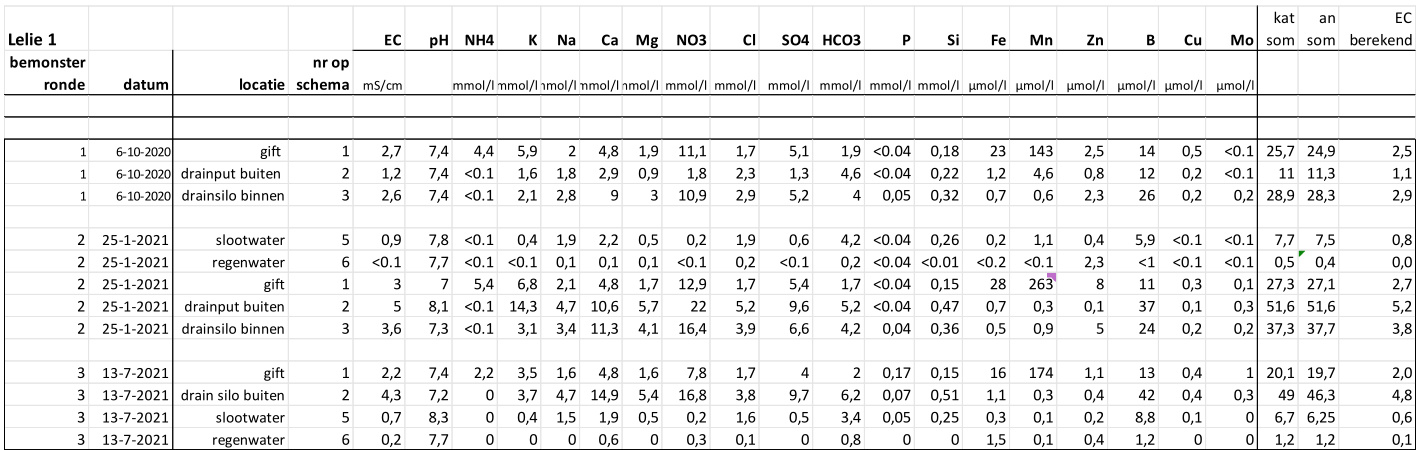 kat an EC
Lelie 1 EC pH NH4 K Na Ca Mg NO3 Cl SO4 HCO3 P Si Fe Mn Zn B Cu Mo som som berekend
bemonster nr op
ronde datum locatie schema mS/cm mmol/l mmol/l mmol/l mmol/l mmol/l mmol/l mmol/l mmol/l mmol/l mmol/l mmol/l µmol/l µmol/l µmol/l µmol/l µmol/l µmol/l
1 6-10-2020 gift 1 2,7 7,4 4,4 5,9 2 4,8 1,9 11,1 1,7 5,1 1,9 <0.04 0,18 23 143 2,5 14 0,5 <0.1 25,7 24,9 2,5
1 6-10-2020 drainput buiten 2 1,2 7,4 <0.1 1,6 1,8 2,9 0,9 1,8 2,3 1,3 4,6 <0.04 0,22 1,2 4,6 0,8 12 0,2 <0.1 11 11,3 1,1
1 6-10-2020 drainsilo binnen 3 2,6 7,4 <0.1 2,1 2,8 9 3 10,9 2,9 5,2 4 0,05 0,32 0,7 0,6 2,3 26 0,2 0,2 28,9 28,3 2,9
2 25-1-2021 slootwater 5 0,9 7,8 <0.1 0,4 1,9 2,2 0,5 0,2 1,9 0,6 4,2 <0.04 0,26 0,2 1,1 0,4 5,9 <0.1 <0.1 7,7 7,5 0,8
2 25-1-2021 regenwater 6 <0.1 7,7 <0.1 <0.1 0,1 0,1 0,1 <0.1 0,2 <0.1 0,2 <0.04 <0.01 <0.2 <0.1 2,3 <1 <0.1 <0.1 0,5 0,4 0,0
2 25-1-2021 gift 1 3 7 5,4 6,8 2,1 4,8 1,7 12,9 1,7 5,4 1,7 <0.04 0,15 28 263 8 11 0,3 0,1 27,3 27,1 2,7
2 25-1-2021 drainput buiten 2 5 8,1 <0.1 14,3 4,7 10,6 5,7 22 5,2 9,6 5,2 <0.04 0,47 0,7 0,3 0,1 37 0,1 0,3 51,6 51,6 5,2
2 25-1-2021 drainsilo binnen 3 3,6 7,3 <0.1 3,1 3,4 11,3 4,1 16,4 3,9 6,6 4,2 0,04 0,36 0,5 0,9 5 24 0,2 0,2 37,3 37,7 3,8
3 13-7-2021 gift 1 2,2 7,4 2,2 3,5 1,6 4,8 1,6 7,8 1,7 4 2 0,17 0,15 16 174 1,1 13 0,4 1 20,1 19,7 2,0
3 13-7-2021 drain silo buiten 2 4,3 7,2 0 3,7 4,7 14,9 5,4 16,8 3,8 9,7 6,2 0,07 0,51 1,1 0,3 0,4 42 0,4 0,3 49 46,3 4,8
3 13-7-2021 slootwater 5 0,7 8,3 0 0,4 1,5 1,9 0,5 0,2 1,6 0,5 3,4 0,05 0,25 0,3 0,1 0,2 8,8 0,1 0 6,7 6,25 0,6
3 13-7-2021 regenwater 6 0,2 7,7 0 0 0 0,6 0 0,3 0,1 0 0,8 0 0 1,5 0,1 0,4 1,2 0 0 1,2 1,2 0,1